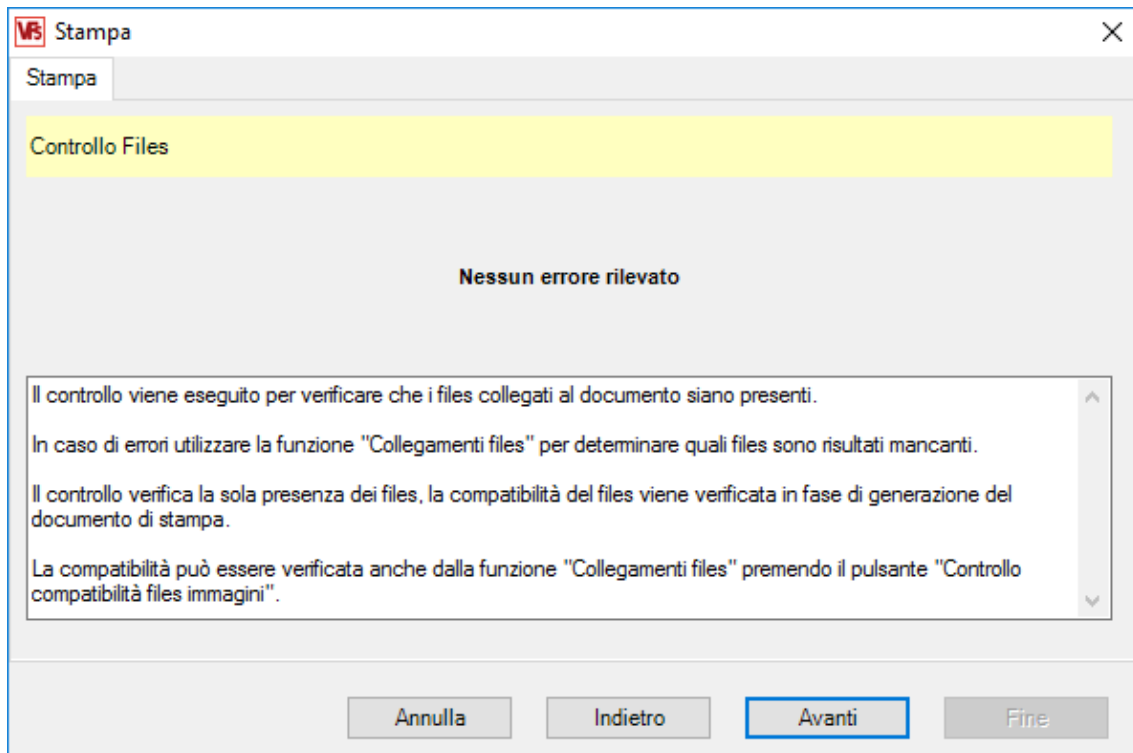 VFs Stampa
Stampa
Controllo Files
Nessun errore rilevato
Il controllo viene eseguito per verificare che i files collegati al documento siano presenti.
In caso di errori utilizzare la funzione "Collegamenti files" per determinare quali files sono risultati mancanti.
Il controllo verifica la sola presenza dei files, la compatibilità del files viene verificata in fase di generazione del
documento di stampa.
La compatibilità può essere verificata anche dalla funzione "Collegamenti files" premendo il pulsante "Controllo
compatibilità files immagini".
Annulla Indietro Avanti Fine